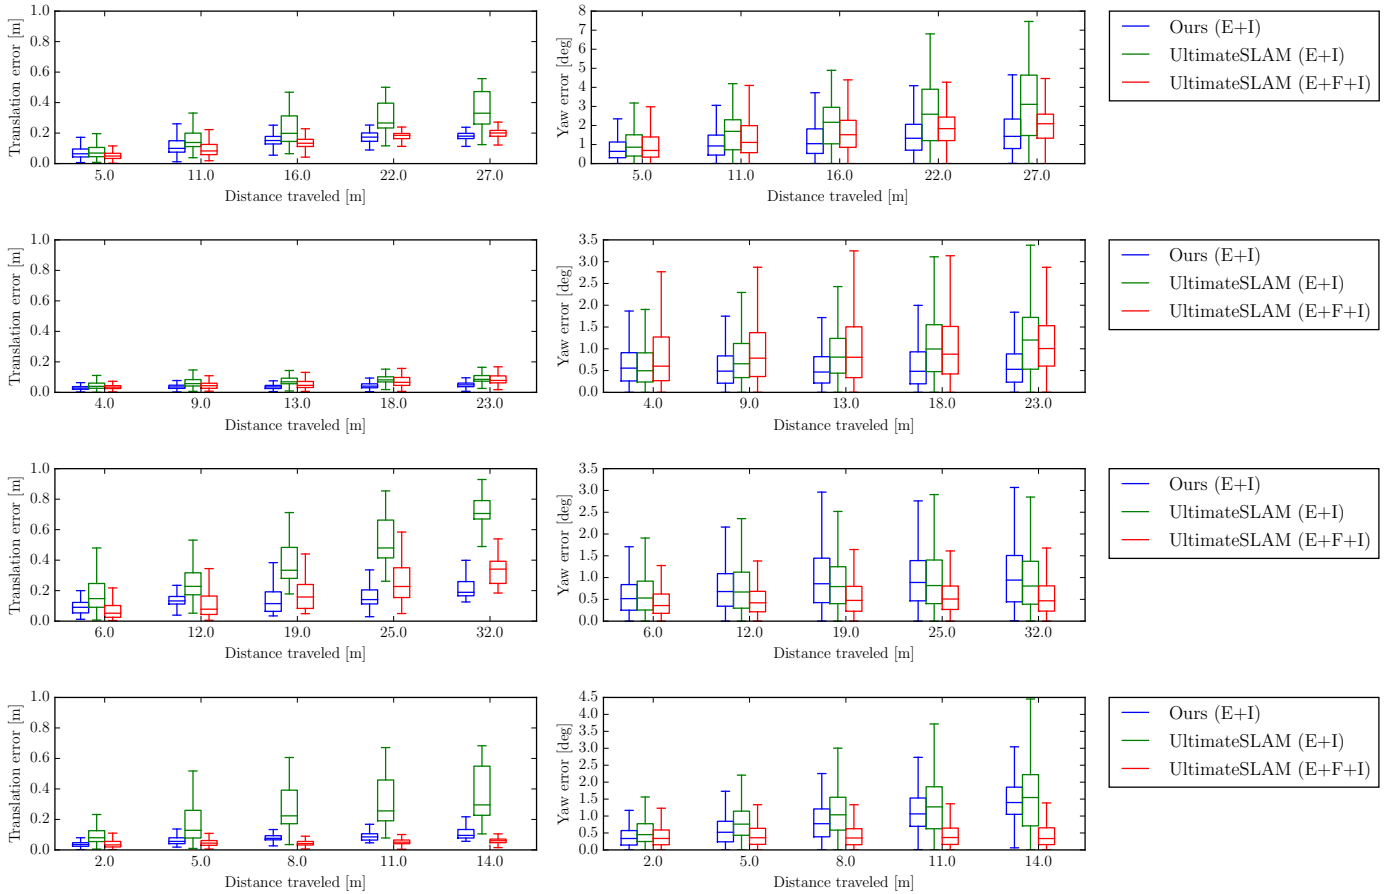 Translation error [m]
1.0
0.8
0.6
0.4
0.2
0.0
5.0 11.0 16.0 22.0 27.0
Distance traveled [m]
Yaw error [deg]
8
7
6
5
4
3
2
1
0
5.0 11.0 16.0 22.0 27.0
Distance traveled [m]
Ours (E+I)
UltimateSLAM (E+I)
UltimateSLAM (E+F+I)
Translation error [m]
1.0
0.8
0.6
0.4
0.2
0.0
4.0 9.0 13.0 18.0 23.0
Distance traveled [m]
Yaw error [deg]
3.5
3.0
2.5
2.0
1.5
1.0
0.5
0.0
4.0 9.0 13.0 18.0 23.0
Distance traveled [m]
Ours (E+I)
UltimateSLAM (E+I)
UltimateSLAM (E+F+I)
Translation error [m]
1.0
0.8
0.6
0.4
0.2
0.0
6.0 12.0 19.0 25.0 32.0
Distance traveled [m]
Yaw error [deg]
3.5
3.0
2.5
2.0
1.5
1.0
0.5
0.0
6.0 12.0 19.0 25.0 32.0
Distance traveled [m]
Ours (E+I)
UltimateSLAM (E+I)
UltimateSLAM (E+F+I)
Translation error [m]
1.0
0.8
0.6
0.4
0.2
0.0
2.0 5.0 8.0 11.0 14.0
Distance traveled [m]
Yaw error [deg]
4.5
4.0
3.5
3.0
2.5
2.0
1.5
1.0
0.5
0.0
2.0 5.0 8.0 11.0 14.0
Distance traveled [m]
Ours (E+I)
UltimateSLAM (E+I)
UltimateSLAM (E+F+I)